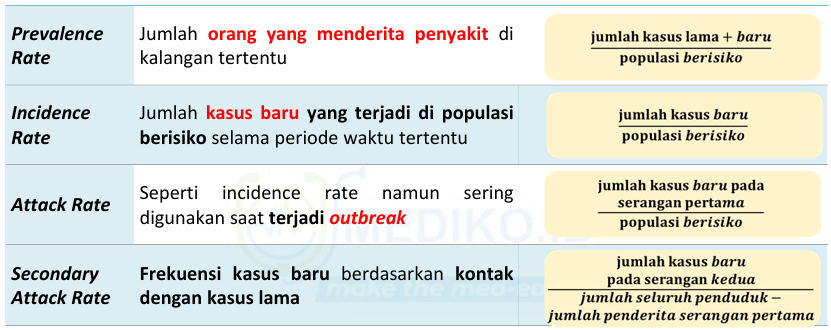 Prevalence Rate
Jumlah orang yang menderita penyakit di
kalangan tertentu
jumlah kasus lama + baru
populasi berisiko
Incidence Rate
Jumlah kasus baru yang terjadi di populasi
berisiko selama periode waktu tertentu
jumlah kasus baru
populasi berisiko
Attack Rate
Seperti incidence rate namun sering
digunakan saat terjadi outbreak
jumlah kasus baru pada
serangan pertama
populasi berisiko
Secondary Attack Rate
Frekuensi kasus baru berdasarkan kontak
dengan kasus lama
jumlah kasus baru
pada serangan kedua
jumlah seluruh penduduk −
jumlah penderita serangan pertama
MEDIKO.ID
make the med-ea